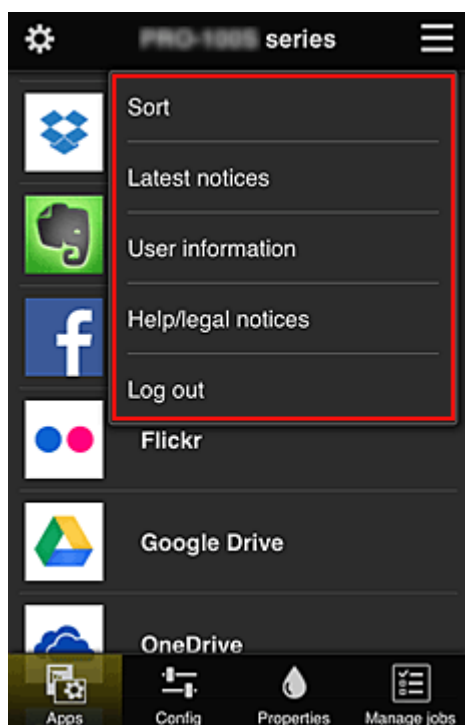 series
Sort
Latest notices
User information
Help/legal notices
Log out
Flickr
Google Drive
OneDrive
Apps Config Properties Manage jobs